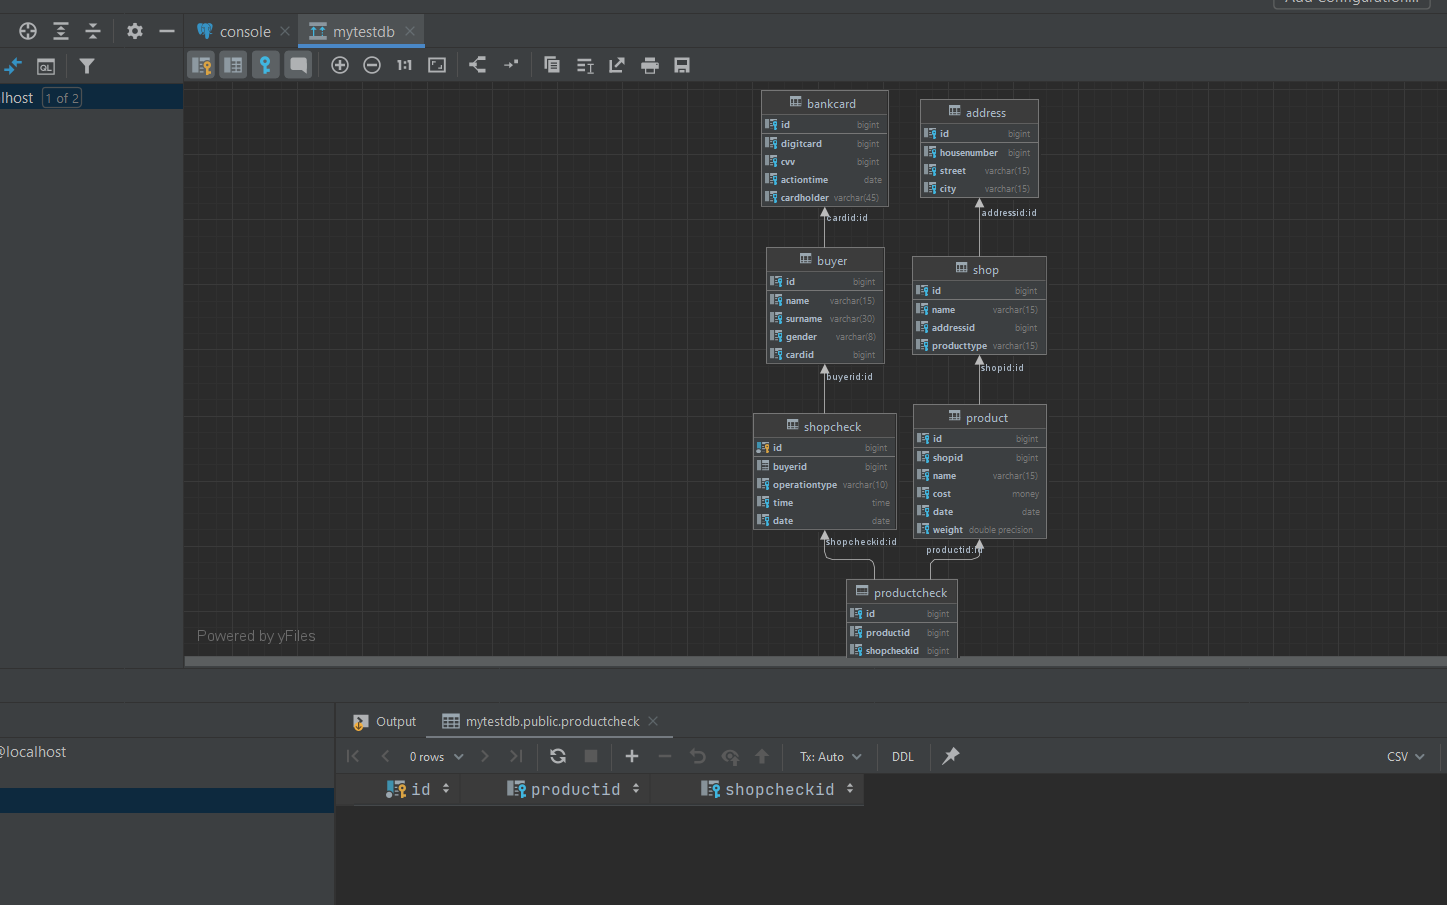 Add Configuration...
console
mytestdb
1:1
QL
lhost 1 of 2
bankcard
id bigint
digitcard bigint
cvv bigint
actiontime date
cardholder varchar(45)
cardid:id
address
id bigint
housenumber bigint
street varchar(15)
city varchar(15)
addressid:id
buyer
id bigint
name varchar(15)
surname varchar(30)
gender varchar(8)
cardid bigint
buyerid:id
shop
id bigint
name varchar(15)
addressid bigint
producttype varchar(15)
shopid:id
shopcheck
id bigint
buyerid bigint
operationtype varchar(10)
time time
date date
shopcheckid:id
product
id bigint
shopid bigint
name varchar(15)
cost money
date date
weight double precision
productid:id
productcheck
id bigint
productid bigint
shopcheckid bigint
Powered by yFiles
@localhost
Output
mytestdb.public.productcheck
0 rows
Tx: Auto
DDL
CSV
id productid shopcheckid